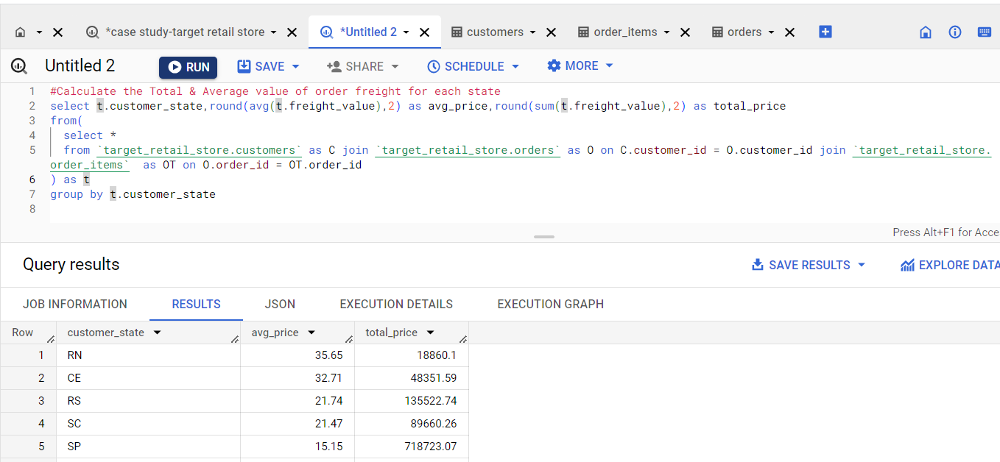 *case study-target retail store
*Untitled 2
customers
order_items
orders
Untitled 2
RUN
SAVE
SHARE
SCHEDULE
MORE
1 #Calculate the Total & Average value of order freight for each state
2 select t.customer_state,round(avg(t.freight_value),2) as avg_price,round(sum(t.freight_value),2) as total_price
3 from(
4 select *
5 from `target_retail_store.customers` as C join `target_retail_store.orders` as O on C.customer_id = O.customer_id join `target_retail_store.
order_items` as OT on O.order_id = OT.order_id
6 ) as t
7 group by t.customer_state
8
Press Alt+F1 for Acce
Query results
SAVE RESULTS
EXPLORE DATA
JOB INFORMATION
RESULTS
JSON
EXECUTION DETAILS
EXECUTION GRAPH
Row customer_state avg_price total_price
1 RN 35.65 18860.1
2 CE 32.71 48351.59
3 RS 21.74 135522.74
4 SC 21.47 89660.26
5 SP 15.15 718723.07